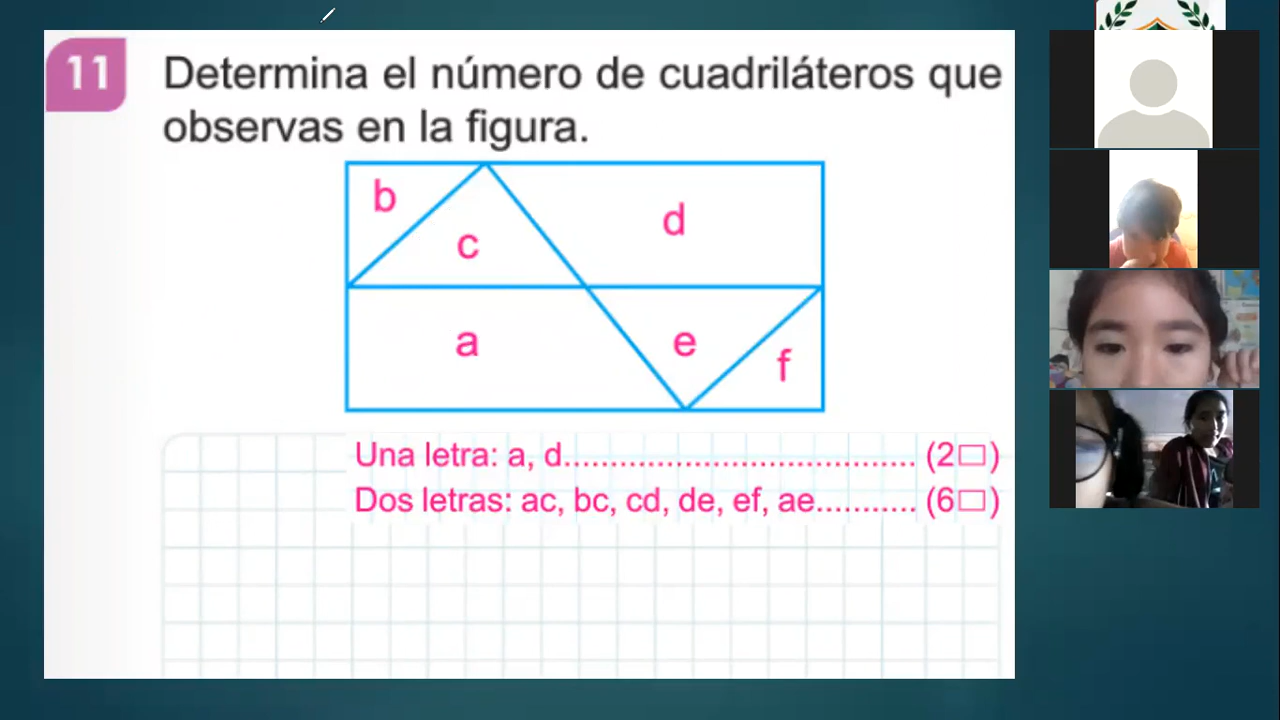 11
Determina el número de cuadriláteros que
observas en la figura.
b
d
c
a
e
f
Una letra: a, d..................................... (2□)
Dos letras: ac, bc, cd, de, ef, ae........... (6□)